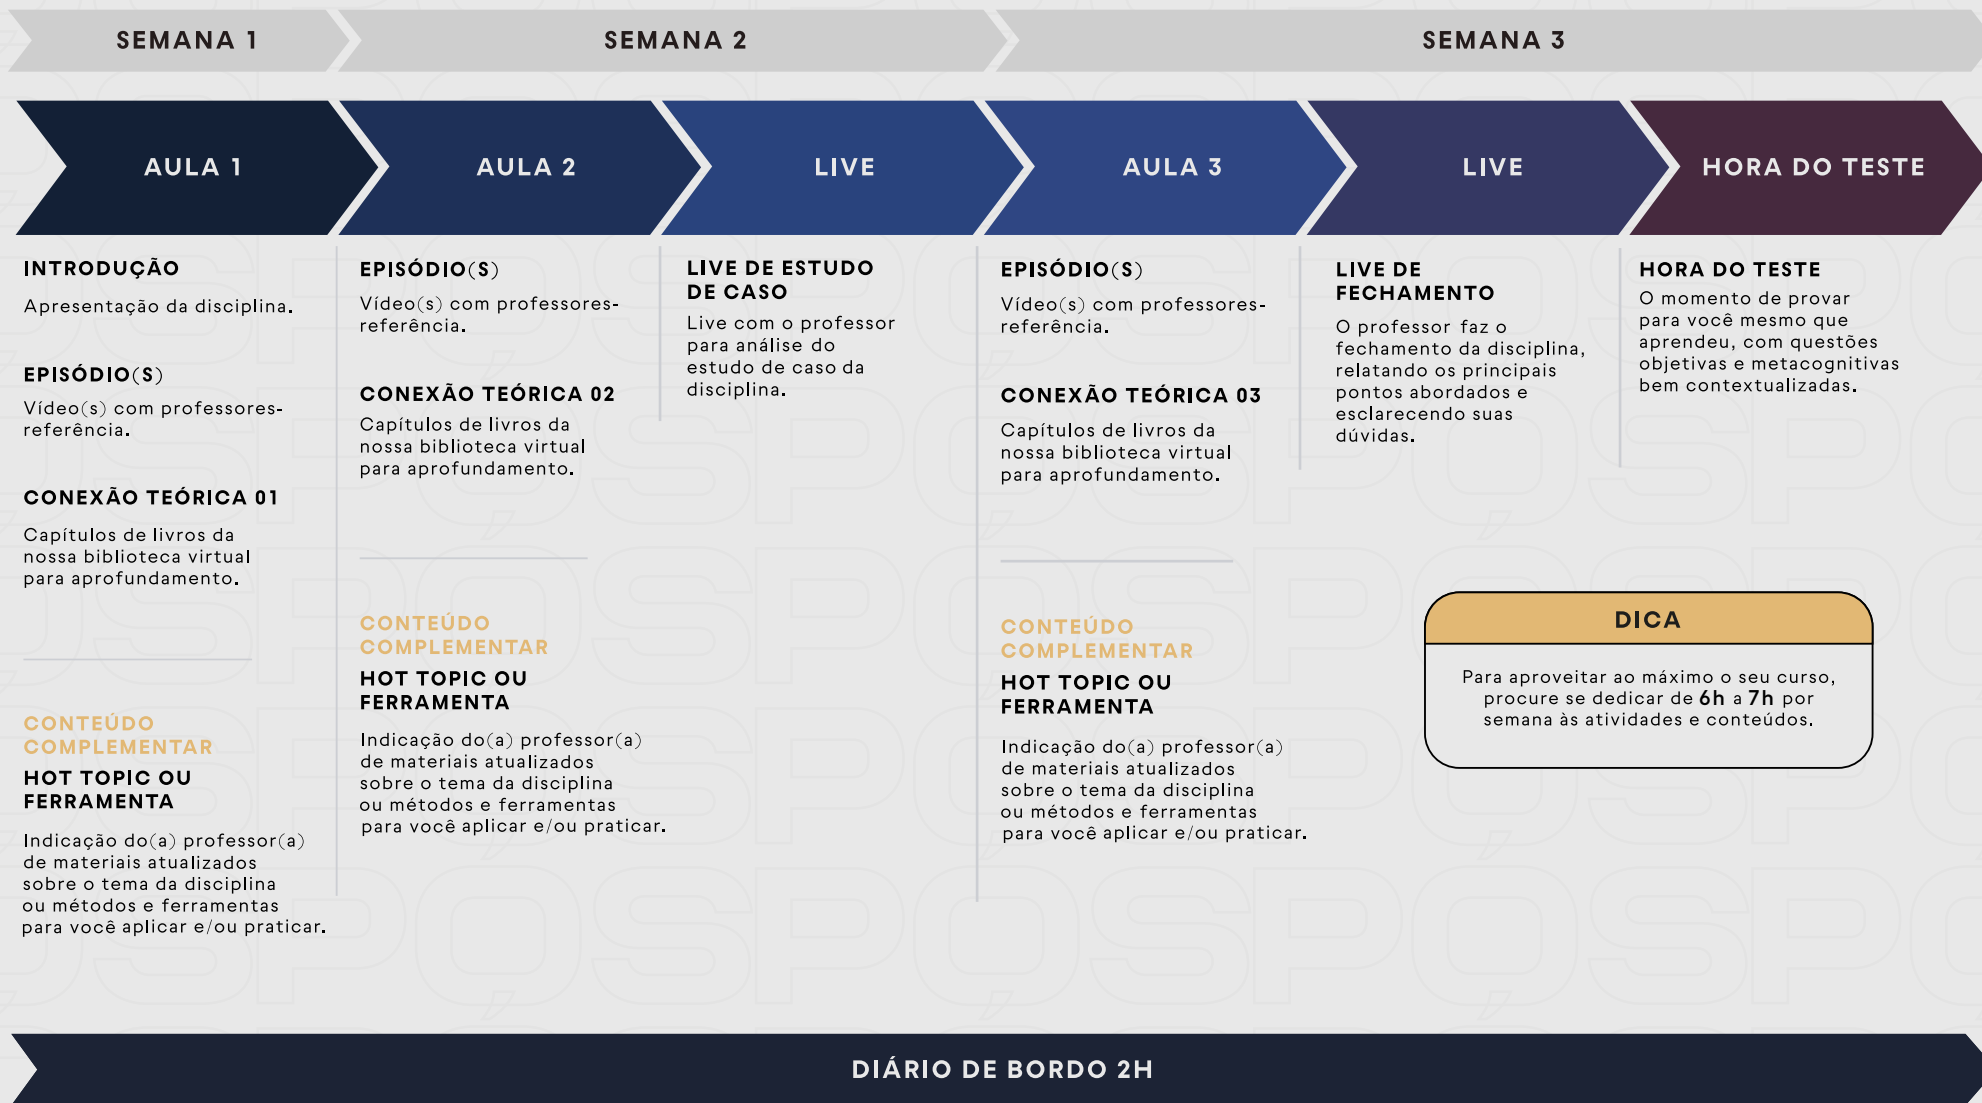 SEMANA 1
SEMANA 2
SEMANA 3
AULA 1
AULA 2
LIVE
AULA 3
LIVE
HORA DO TESTE
INTRODUÇÃO
Apresentação da disciplina.
EPISÓDIO(S)
Vídeo(s) com professores-
referência.
CONEXÃO TEÓRICA 01
Capítulos de livros da
nossa biblioteca virtual
para aprofundamento.
CONTEÚDO
COMPLEMENTAR
HOT TOPIC OU
FERRAMENTA
Indicação do(a) professor(a)
de materiais atualizados
sobre o tema da disciplina
ou métodos e ferramentas
para você aplicar e/ou praticar.
EPISÓDIO(S)
Vídeo(s) com professores-
referência.
CONEXÃO TEÓRICA 02
Capítulos de livros da
nossa biblioteca virtual
para aprofundamento.
CONTEÚDO
COMPLEMENTAR
HOT TOPIC OU
FERRAMENTA
Indicação do(a) professor(a)
de materiais atualizados
sobre o tema da disciplina
ou métodos e ferramentas
para você aplicar e/ou praticar.
LIVE DE ESTUDO
DE CASO
Live com o professor
para análise do
estudo de caso da
disciplina.
EPISÓDIO(S)
Vídeo(s) com professores-
referência.
CONEXÃO TEÓRICA 03
Capítulos de livros da
nossa biblioteca virtual
para aprofundamento.
CONTEÚDO
COMPLEMENTAR
HOT TOPIC OU
FERRAMENTA
Indicação do(a) professor(a)
de materiais atualizados
sobre o tema da disciplina
ou métodos e ferramentas
para você aplicar e/ou praticar.
LIVE DE
FECHAMENTO
O professor faz o
fechamento da disciplina,
relatando os principais
pontos abordados e
esclarecendo suas
dúvidas.
HORA DO TESTE
O momento de provar
para você mesmo que
aprendeu, com questões
objetivas e metacognitivas
bem contextualizadas.
DICA
Para aproveitar ao máximo o seu curso,
procure se dedicar de 6h a 7h por
semana às atividades e conteúdos.
DIÁRIO DE BORDO 2H